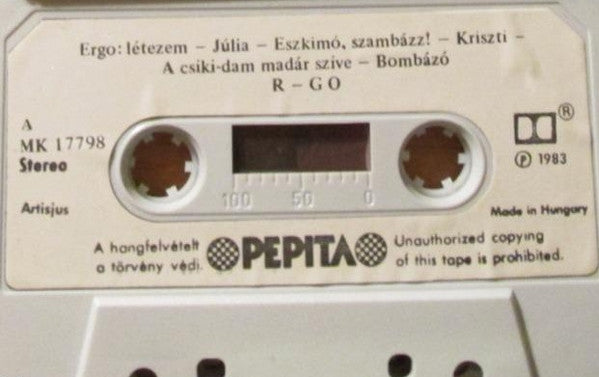 Ergo: létezem – Júlia – Eszkimó, szambázz! – Kriszti –
A csiki-dam madár szíve – Bombázó
R – G O
A
MK 17798
Stereo
Artisjus
100 50 0
®
℗ 1983
Made in Hungary
A hangfelvételt
a törvény védi.
PEPITA
Unauthorized copying
of this tape is prohibited.